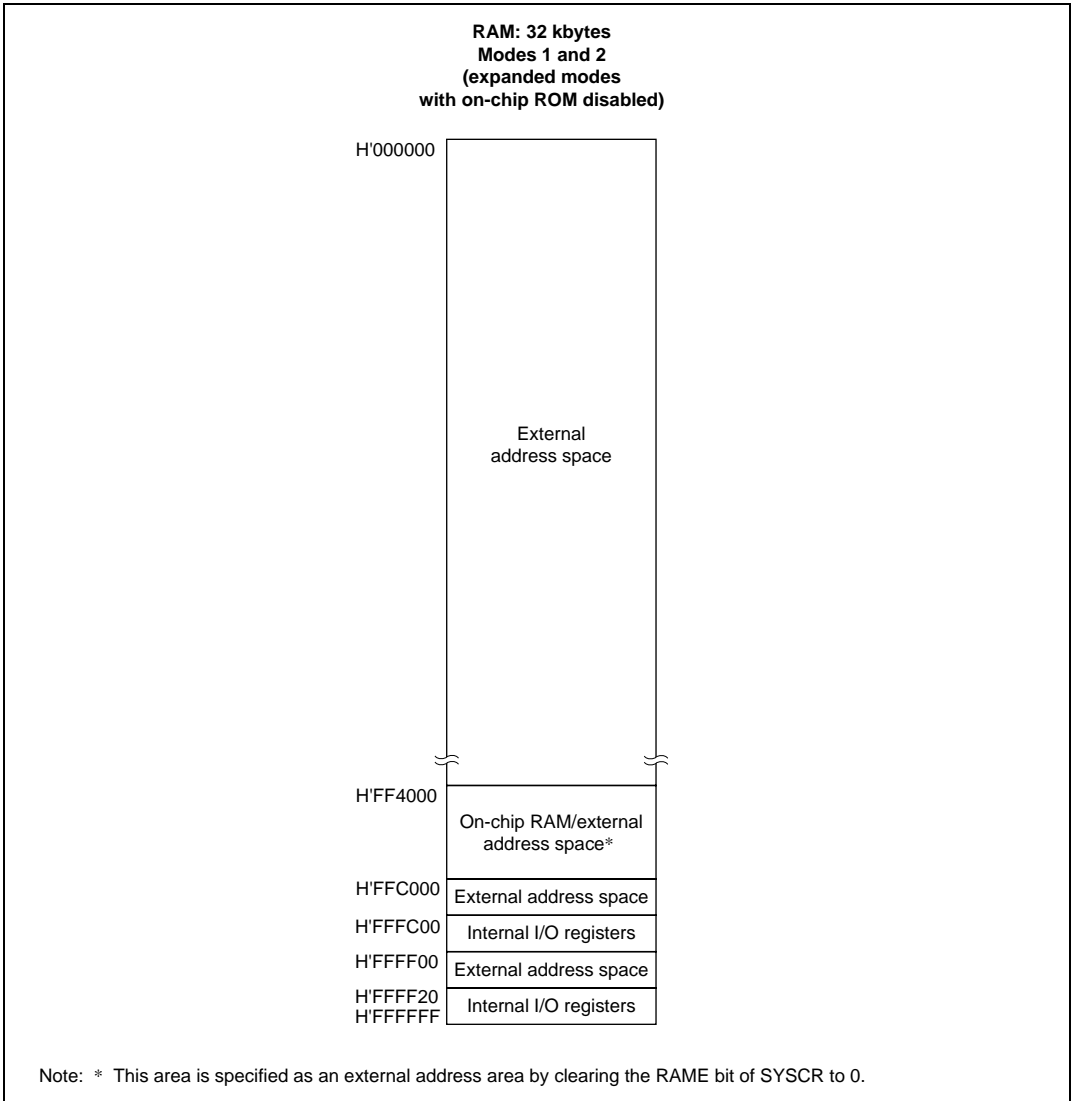 RAM: 32 kbytes
Modes 1 and 2
(expanded modes
with on-chip ROM disabled)
H'000000
External
address space
H'FF4000
On-chip RAM/external
address space*
H'FFC000
External address space
H'FFFC00
Internal I/O registers
H'FFFF00
External address space
H'FFFF20
Internal I/O registers
H'FFFFFF
Note: * This area is specified as an external address area by clearing the RAME bit of SYSCR to 0.